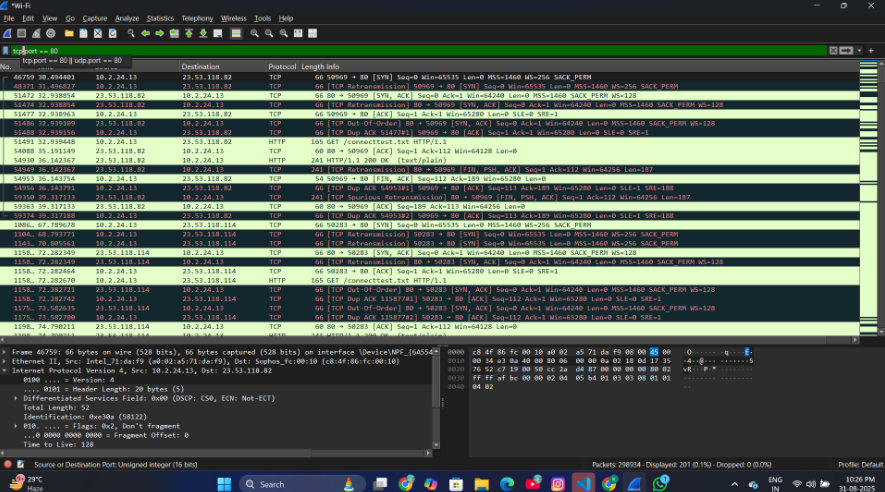 *Wi-Fi
File Edit View Go Capture Analyze Statistics Telephony Wireless Tools Help
tcp.port == 80
tcp.port == 80 || udp.port == 80
No. Destination Protocol Length Info
46759 30.494401 10.2.24.13 23.53.118.82 TCP 66 50969 → 80 [SYN] Seq=0 Win=65535 Len=0 MSS=1460 WS=256 SACK_PERM
48371 31.496827 10.2.24.13 23.53.118.82 TCP 66 [TCP Retransmission] 50969 → 80 [SYN] Seq=0 Win=65535 Len=0 MSS=1460 WS=256 SACK_PERM
51472 32.938854 23.53.118.82 10.2.24.13 TCP 66 80 → 50969 [SYN, ACK] Seq=0 Ack=1 Win=64240 Len=0 MSS=1460 SACK_PERM WS=128
51474 32.938854 23.53.118.82 10.2.24.13 TCP 66 [TCP Retransmission] 80 → 50969 [SYN, ACK] Seq=0 Ack=1 Win=64240 Len=0 MSS=1460 SACK_PERM WS=128
51477 32.938963 10.2.24.13 23.53.118.82 TCP 66 50969 → 80 [ACK] Seq=1 Ack=1 Win=65280 Len=0 SLE=0 SRE=1
51486 32.939109 23.53.118.82 10.2.24.13 TCP 66 [TCP Out-Of-Order] 80 → 50969 [SYN, ACK] Seq=0 Ack=1 Win=64240 Len=0 MSS=1460 SACK_PERM WS=128
51488 32.939156 10.2.24.13 23.53.118.82 TCP 66 [TCP Dup ACK 51477#1] 50969 → 80 [ACK] Seq=1 Ack=1 Win=65280 Len=0 SLE=0 SRE=1
51491 32.939448 10.2.24.13 23.53.118.82 HTTP 165 GET /connecttest.txt HTTP/1.1
54088 35.191149 23.53.118.82 10.2.24.13 TCP 60 80 → 50969 [ACK] Seq=1 Ack=112 Win=64128 Len=0
54930 36.142367 23.53.118.82 10.2.24.13 HTTP 241 HTTP/1.1 200 OK (text/plain)
54949 36.142367 23.53.118.82 10.2.24.13 TCP 241 [TCP Retransmission] 80 → 50969 [FIN, PSH, ACK] Seq=1 Ack=112 Win=64256 Len=187
54953 36.143754 10.2.24.13 23.53.118.82 TCP 54 50969 → 80 [FIN, ACK] Seq=112 Ack=189 Win=65280 Len=0
54956 36.143791 10.2.24.13 23.53.118.82 TCP 66 [TCP Dup ACK 54953#1] 50969 → 80 [ACK] Seq=113 Ack=189 Win=65280 Len=0 SLE=1 SRE=188
59350 39.317133 23.53.118.82 10.2.24.13 TCP 241 [TCP Spurious Retransmission] 80 → 50969 [FIN, PSH, ACK] Seq=1 Ack=112 Win=64256 Len=187
59363 39.317133 23.53.118.82 10.2.24.13 TCP 60 80 → 50969 [ACK] Seq=189 Ack=113 Win=64256 Len=0
59374 39.317188 10.2.24.13 23.53.118.82 TCP 66 [TCP Dup ACK 54953#2] 50969 → 80 [ACK] Seq=113 Ack=189 Win=65280 Len=0 SLE=1 SRE=188
1086… 67.789678 10.2.24.13 23.53.118.114 TCP 66 50283 → 80 [SYN] Seq=0 Win=65535 Len=0 MSS=1460 WS=256 SACK_PERM
1104… 68.793771 10.2.24.13 23.53.118.114 TCP 66 [TCP Retransmission] 50283 → 80 [SYN] Seq=0 Win=65535 Len=0 MSS=1460 WS=256 SACK_PERM
1143… 70.805561 10.2.24.13 23.53.118.114 TCP 66 [TCP Retransmission] 50283 → 80 [SYN] Seq=0 Win=65535 Len=0 MSS=1460 WS=256 SACK_PERM
1158… 72.282349 23.53.118.114 10.2.24.13 TCP 66 80 → 50283 [SYN, ACK] Seq=0 Ack=1 Win=64240 Len=0 MSS=1460 SACK_PERM WS=128
1158… 72.282349 23.53.118.114 10.2.24.13 TCP 66 [TCP Retransmission] 80 → 50283 [SYN, ACK] Seq=0 Ack=1 Win=64240 Len=0 MSS=1460 SACK_PERM WS=128
1158… 72.282464 10.2.24.13 23.53.118.114 TCP 66 50283 → 80 [ACK] Seq=1 Ack=1 Win=65280 Len=0 SLE=0 SRE=1
1158… 72.282670 10.2.24.13 23.53.118.114 HTTP 165 GET /connecttest.txt HTTP/1.1
1158… 72.282721 23.53.118.114 10.2.24.13 TCP 66 [TCP Out-Of-Order] 80 → 50283 [SYN, ACK] Seq=0 Ack=1 Win=64240 Len=0 MSS=1460 SACK_PERM WS=128
1158… 72.282742 10.2.24.13 23.53.118.114 TCP 66 [TCP Dup ACK 115877#1] 50283 → 80 [ACK] Seq=112 Ack=1 Win=65280 Len=0 SLE=0 SRE=1
1175… 73.582635 23.53.118.114 10.2.24.13 TCP 66 [TCP Out-Of-Order] 80 → 50283 [SYN, ACK] Seq=0 Ack=1 Win=64240 Len=0 MSS=1460 SACK_PERM WS=128
1175… 73.582700 10.2.24.13 23.53.118.114 TCP 66 [TCP Dup ACK 115877#2] 50283 → 80 [ACK] Seq=112 Ack=1 Win=65280 Len=0 SLE=0 SRE=1
1198… 74.790211 23.53.118.114 10.2.24.13 TCP 60 80 → 50283 [ACK] Seq=1 Ack=112 Win=64128 Len=0
Frame 46759: 66 bytes on wire (528 bits), 66 bytes captured (528 bits) on interface \Device\NPF_{6A554
Ethernet II, Src: Intel_71:da:f9 (a0:02:a5:71:da:f9), Dst: Sophos_fc:00:10 (c8:4f:86:fc:00:10)
Internet Protocol Version 4, Src: 10.2.24.13, Dst: 23.53.118.82
0100 .... = Version: 4
.... 0101 = Header Length: 20 bytes (5)
Differentiated Services Field: 0x00 (DSCP: CS0, ECN: Not-ECT)
Total Length: 52
Identification: 0xe30a (58122)
010. .... = Flags: 0x2, Don't fragment
...0 0000 0000 0000 = Fragment Offset: 0
Time to Live: 128
0000 c8 4f 86 fc 00 10 a0 02 a5 71 da f9 08 00 45 00
0010 00 34 e3 0a 40 00 80 06 00 00 0a 02 18 0d 17 35
0020 76 52 c7 19 00 50 cc 2a d4 87 00 00 00 00 80 02
0030 ff ff af bc 00 00 02 04 05 b4 01 03 03 08 01 01
0040 04 02
Source or Destination Port: Unsigned integer (16 bits)
Packets: 298934 · Displayed: 201 (0.1%) · Dropped: 0 (0.0%)
Profile: Default
29°C
Haze
Search
ENG
IN
10:26 PM
31-08-2025